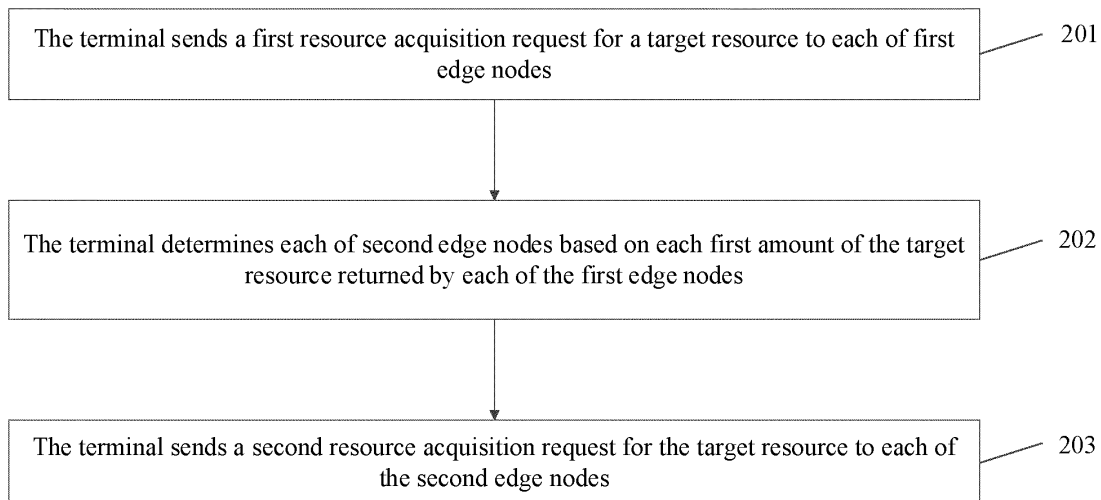 The terminal sends a first resource acquisition request for a target resource to each of first
edge nodes
201
The terminal determines each of second edge nodes based on each first amount of the target
resource returned by each of the first edge nodes
202
The terminal sends a second resource acquisition request for the target resource to each of
the second edge nodes
203